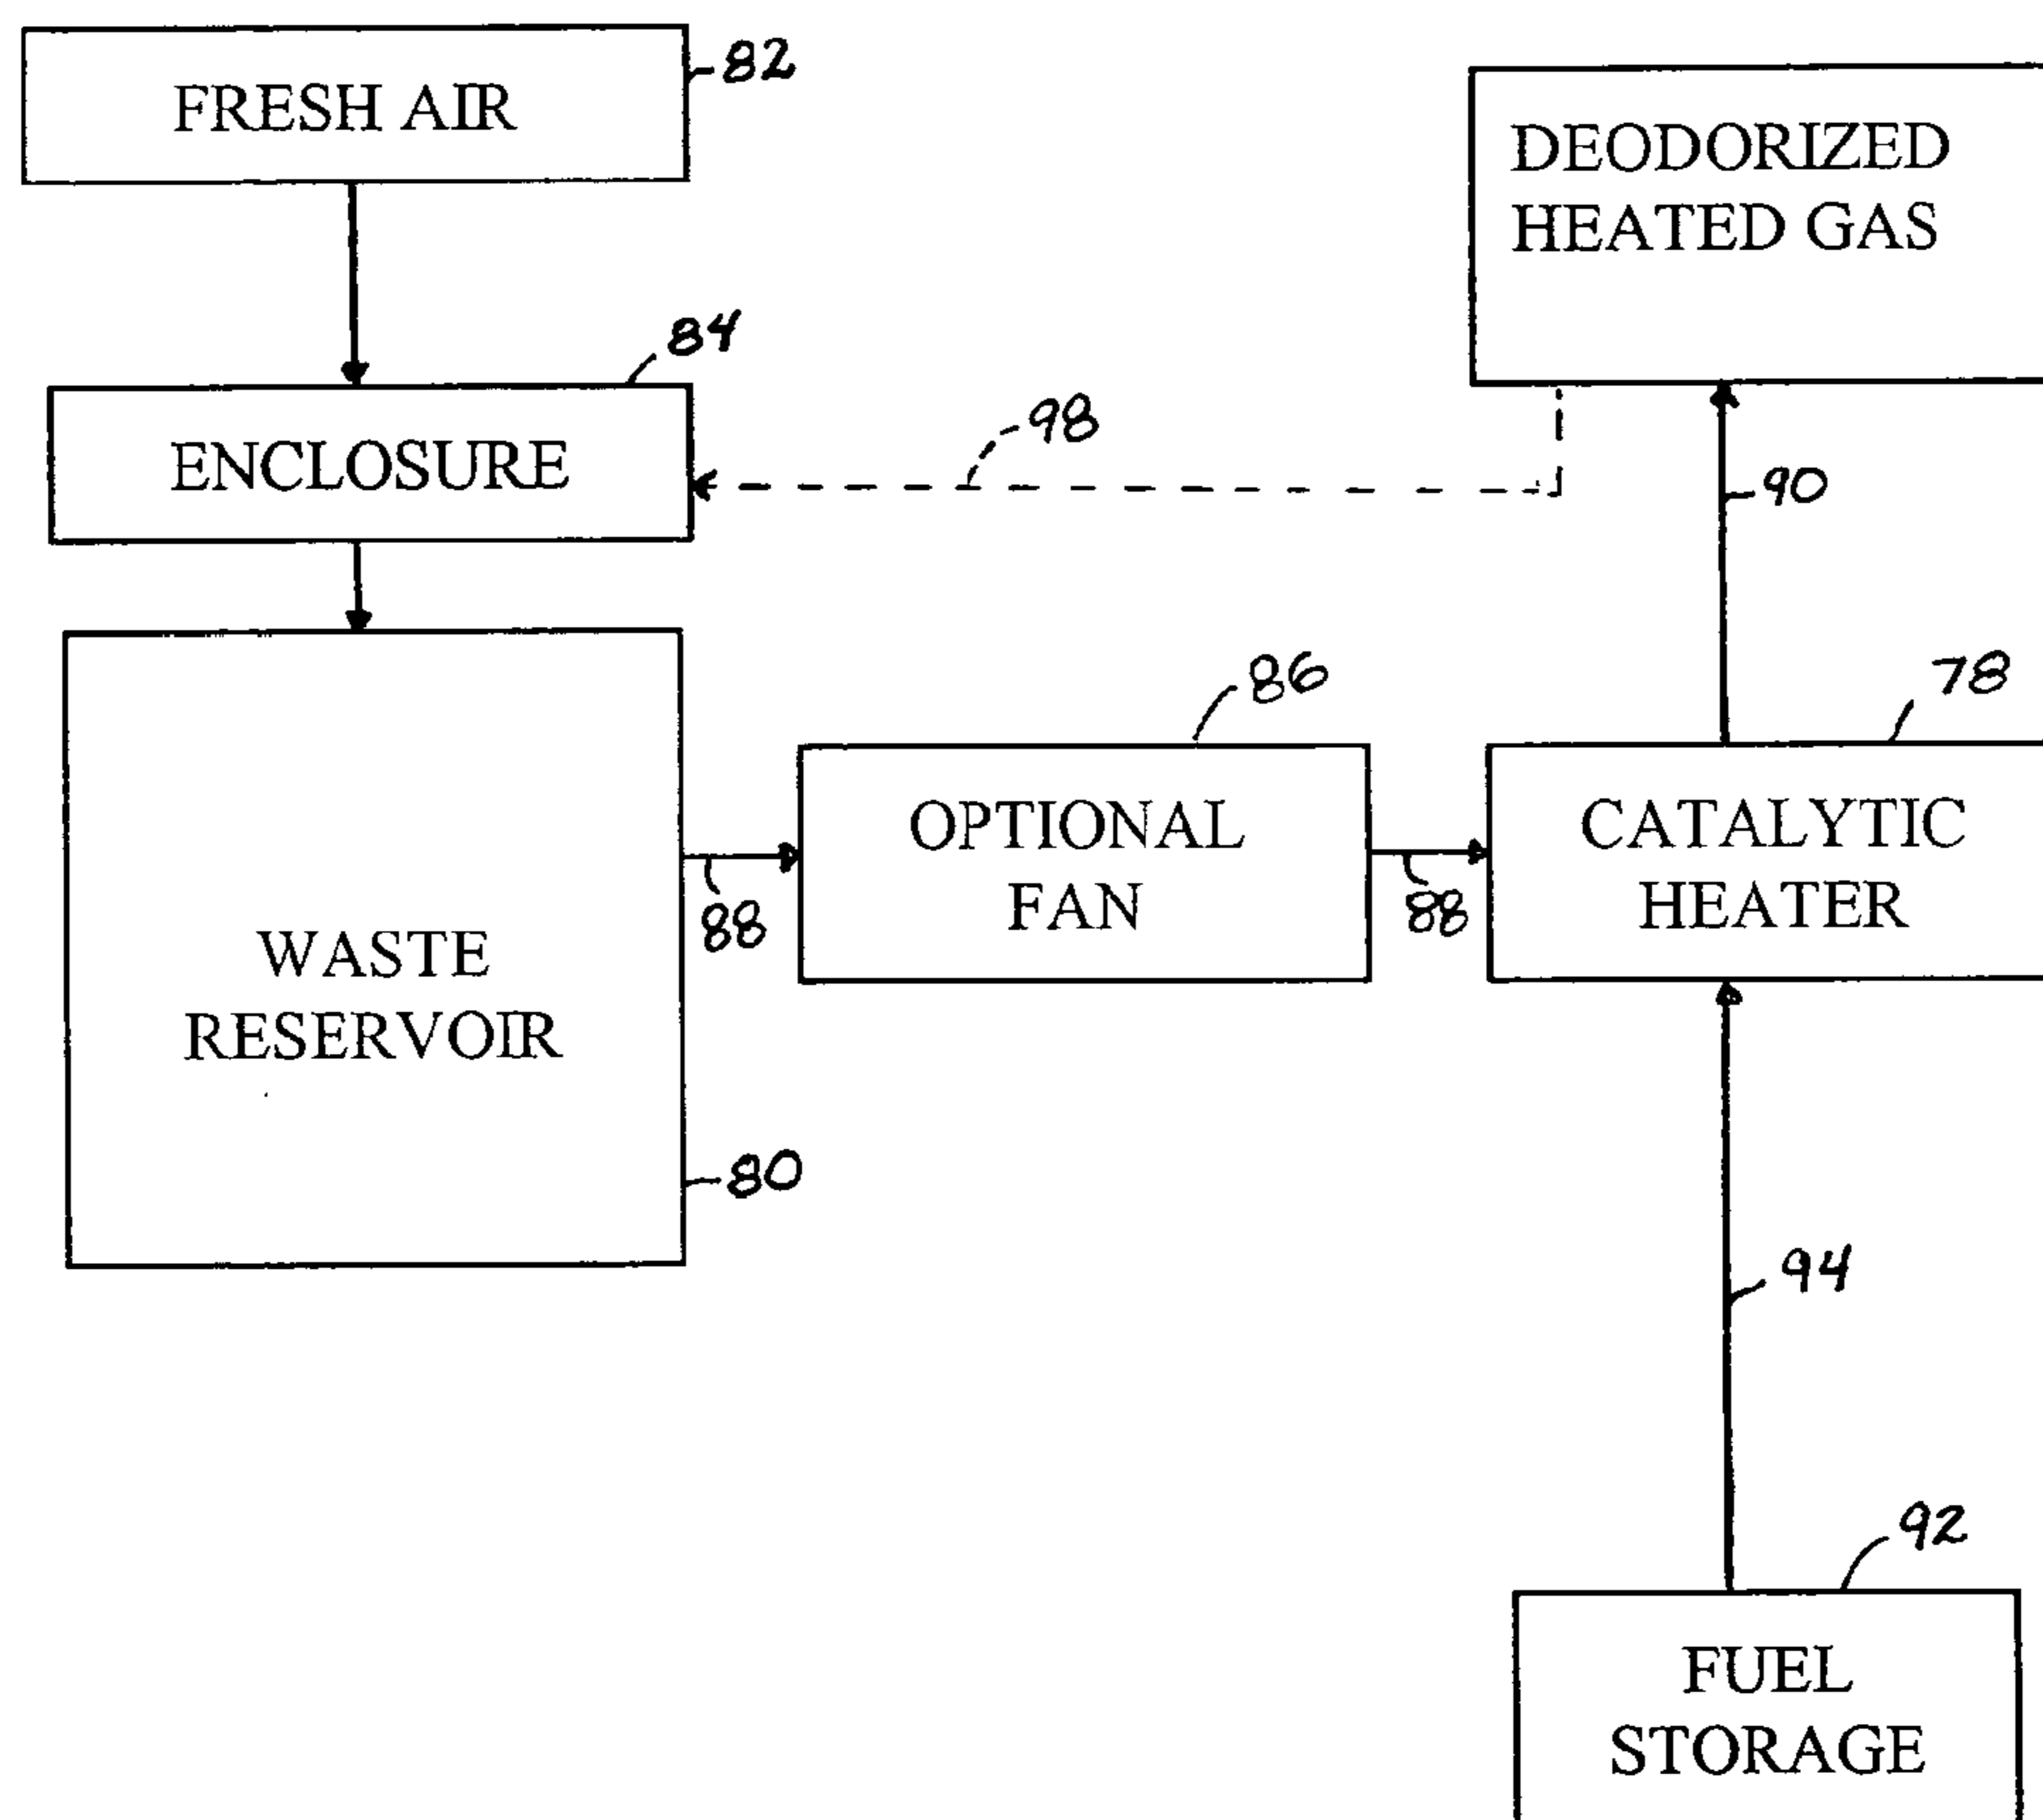 FRESH AIR
82
DEODORIZED
HEATED GAS
84
ENCLOSURE
98
90
WASTE
RESERVOIR
80
88
86
OPTIONAL
FAN
88
78
CATALYTIC
HEATER
94
92
FUEL
STORAGE